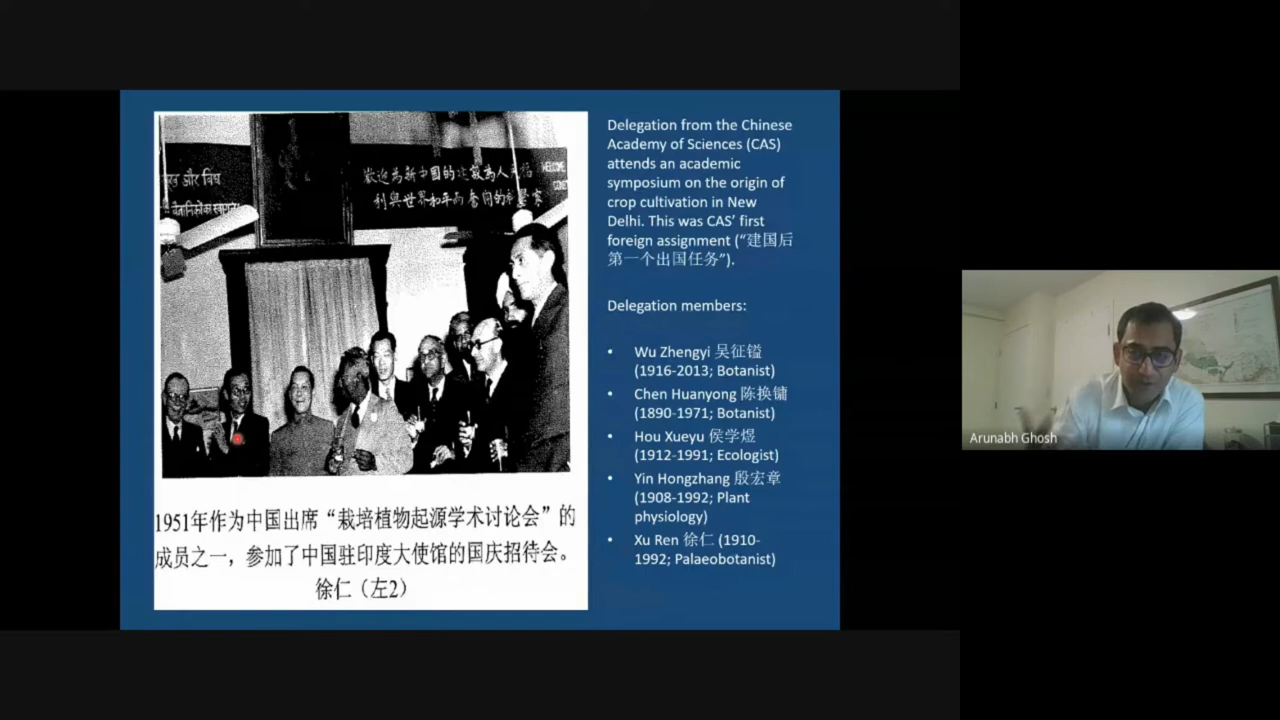 और विश्व
वैज्ञानिकों का स्वागत
歡迎為新中國的建設為人民福
利與世界和平而奮鬥的科學家
WELCOME
1951年作为中国出席“栽培植物起源学术讨论会”的
成员之一，参加了中国驻印度大使馆的国庆招待会。
徐仁（左2）
Delegation from the Chinese
Academy of Sciences (CAS)
attends an academic
symposium on the origin of
crop cultivation in New
Delhi. This was CAS’ first
foreign assignment (“建国后
第一个出国任务”).
Delegation members:
• Wu Zhengyi 吴征镒
(1916-2013; Botanist)
• Chen Huanyong 陈换镛
(1890-1971; Botanist)
• Hou Xueyu 侯学煜
(1912-1991; Ecologist)
• Yin Hongzhang 殷宏章
(1908-1992; Plant
physiology)
• Xu Ren 徐仁 (1910-
1992; Palaeobotanist)
Arunabh Ghosh